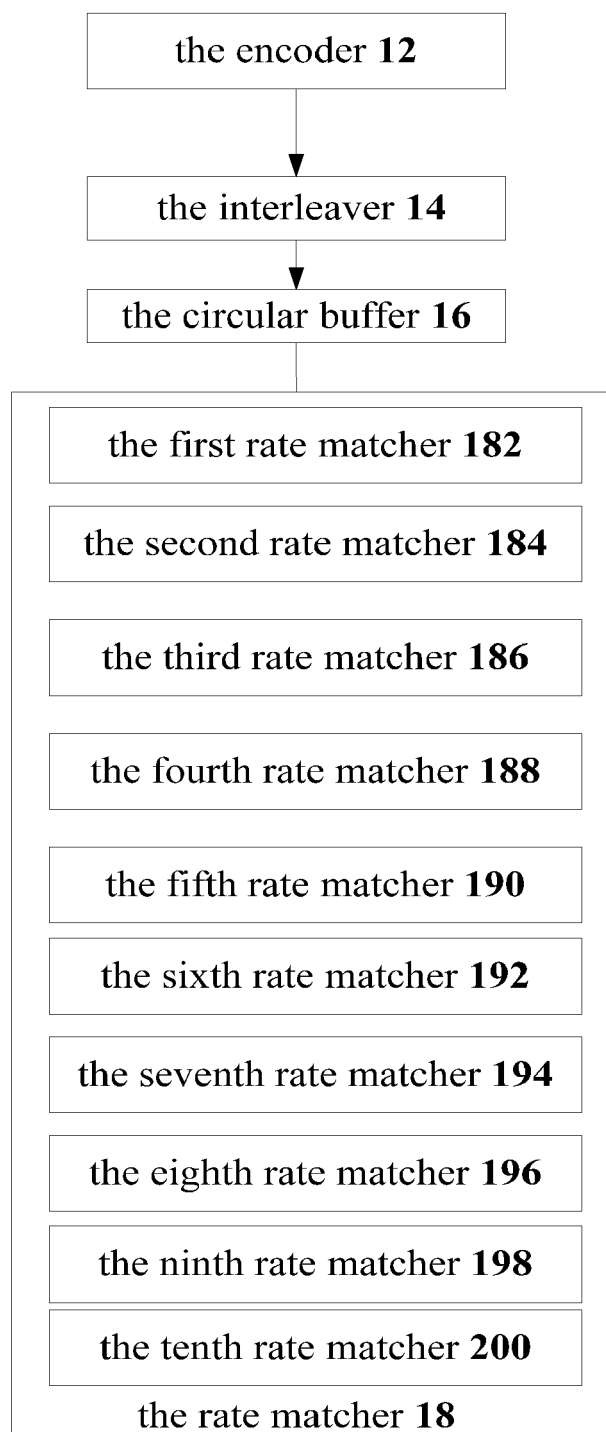 the encoder 12
the interleaver 14
the circular buffer 16
the first rate matcher 182
the second rate matcher 184
the third rate matcher 186
the fourth rate matcher 188
the fifth rate matcher 190
the sixth rate matcher 192
the seventh rate matcher 194
the eighth rate matcher 196
the ninth rate matcher 198
the tenth rate matcher 200
the rate matcher 18